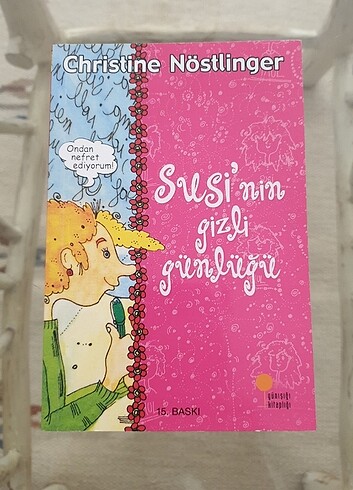 Christine Nöstlinger
Ondan
nefret
ediyorum!
SUSİ'nin
gizli
günlüğü
15. BASKI
günışığı
kitaplığı